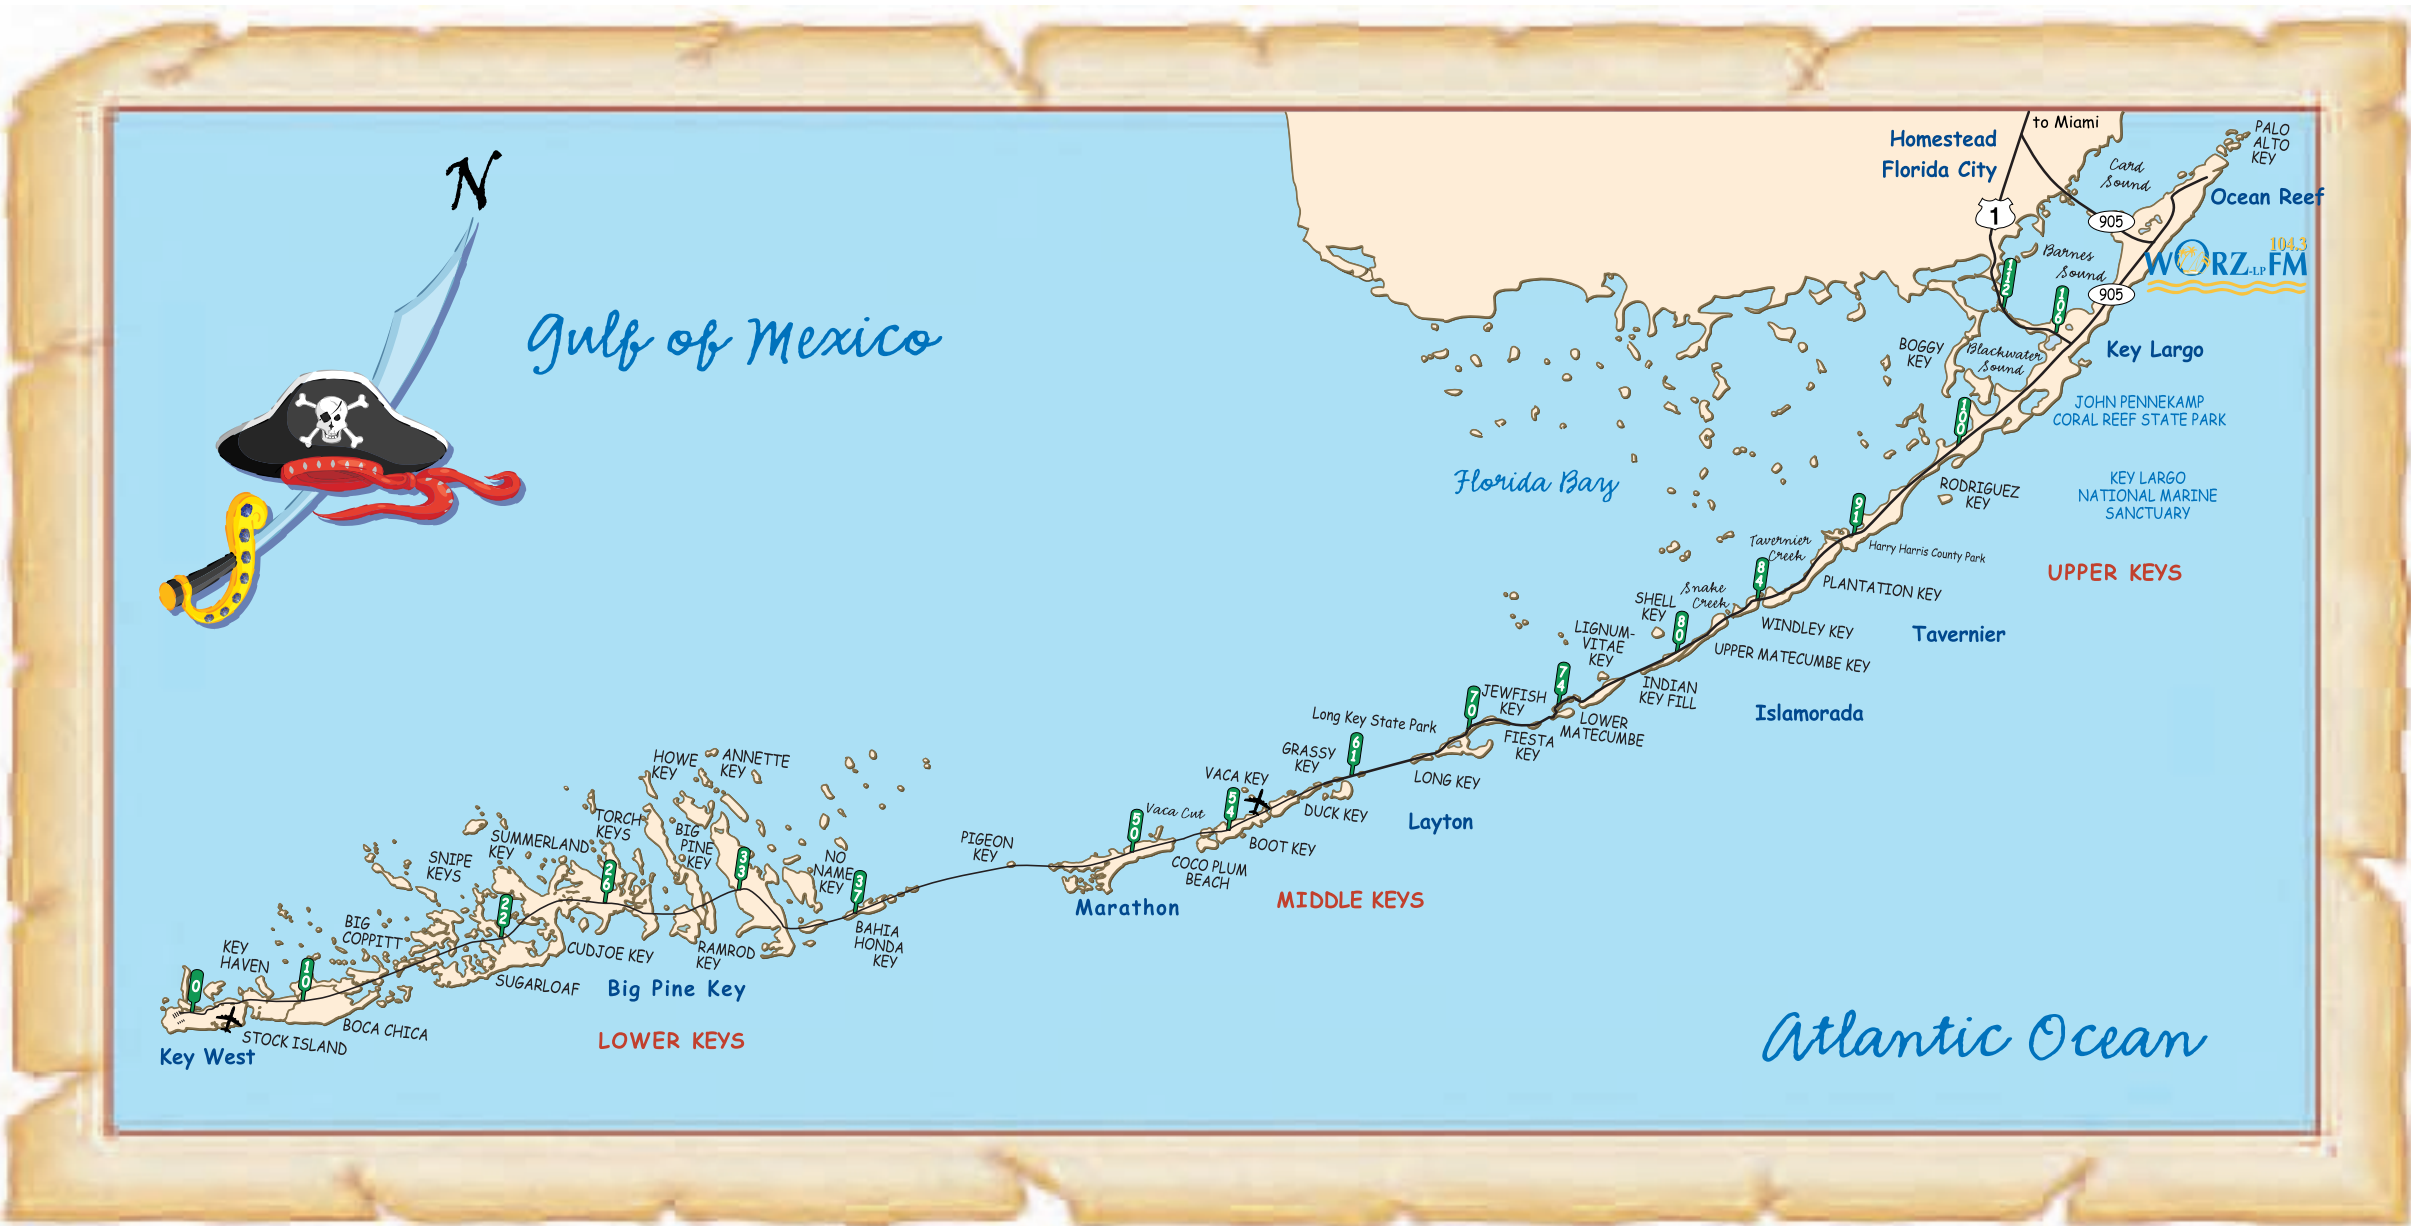 N
Gulf of Mexico
Homestead
Florida City
to Miami
1
Card
Sound
905
PALO
ALTO
KEY
Ocean Reef
104.3
WORZ-LP FM
Barnes
Sound
905
112
106
BOGGY
KEY
Blackwater
Sound
Key Largo
JOHN PENNEKAMP
CORAL REEF STATE PARK
100
Florida Bay
RODRIGUEZ
KEY
KEY LARGO
NATIONAL MARINE
SANCTUARY
91
Tavernier
Creek
Harry Harris County Park
UPPER KEYS
84
PLANTATION KEY
Snake
Creek
SHELL
KEY
80
WINDLEY KEY
Tavernier
LIGNUM-
VITAE
KEY
UPPER MATECUMBE KEY
74
INDIAN
KEY FILL
Islamorada
70
JEWFISH
KEY
LOWER
MATECUMBE
FIESTA
KEY
Long Key State Park
61
GRASSY
KEY
LONG KEY
VACA KEY
54
DUCK KEY
Layton
Vaca Cut
50
BOOT KEY
COCO PLUM
BEACH
MIDDLE KEYS
Marathon
PIGEON
KEY
HOWE
KEY
ANNETTE
KEY
TORCH
KEYS
BIG
PINE
KEY
NO
NAME
KEY
37
33
26
SUMMERLAND
KEY
SNIPE
KEYS
22
BAHIA
HONDA
KEY
RAMROD
KEY
CUDJOE KEY
BIG
COPPITT
KEY
HAVEN
SUGARLOAF
Big Pine Key
10
0
BOCA CHICA
STOCK ISLAND
Key West
LOWER KEYS
Atlantic Ocean